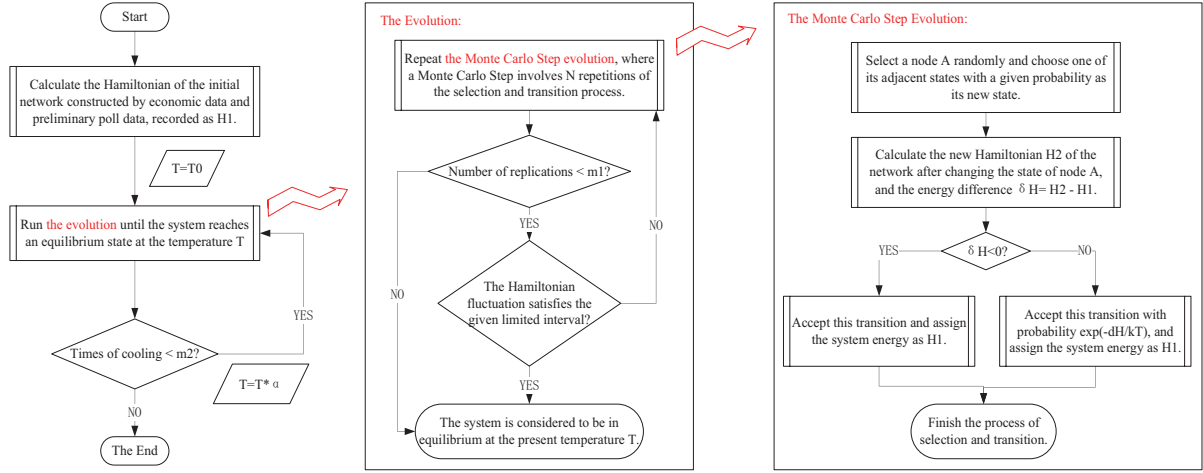 Start
Calculate the Hamiltonian of the initial
network constructed by economic data and
preliminary poll data, recorded as H1.
T=T0
Run the evolution until the system reaches
an equilibrium state at the temperature T
YES
Times of cooling < m2?
T=T* α
NO
The End
The Evolution:
Repeat the Monte Carlo Step evolution, where
a Monte Carlo Step involves N repetitions of
the selection and transition process.
Number of replications < m1?
YES
NO
The Hamiltonian
fluctuation satisfies the
given limited interval?
NO
YES
The system is considered to be in
equilibrium at the present temperature T.
The Monte Carlo Step Evolution:
Select a node A randomly and choose one of
its adjacent states with a given probability as
its new state.
Calculate the new Hamiltonian H2 of the
network after changing the state of node A,
and the energy difference δ H= H2 - H1.
YES
δ H<0?
NO
Accept this transition and assign
the system energy as H1.
Accept this transition with
probability exp(-dH/kT), and
assign the system energy as H1.
Finish the process of
selection and transition.